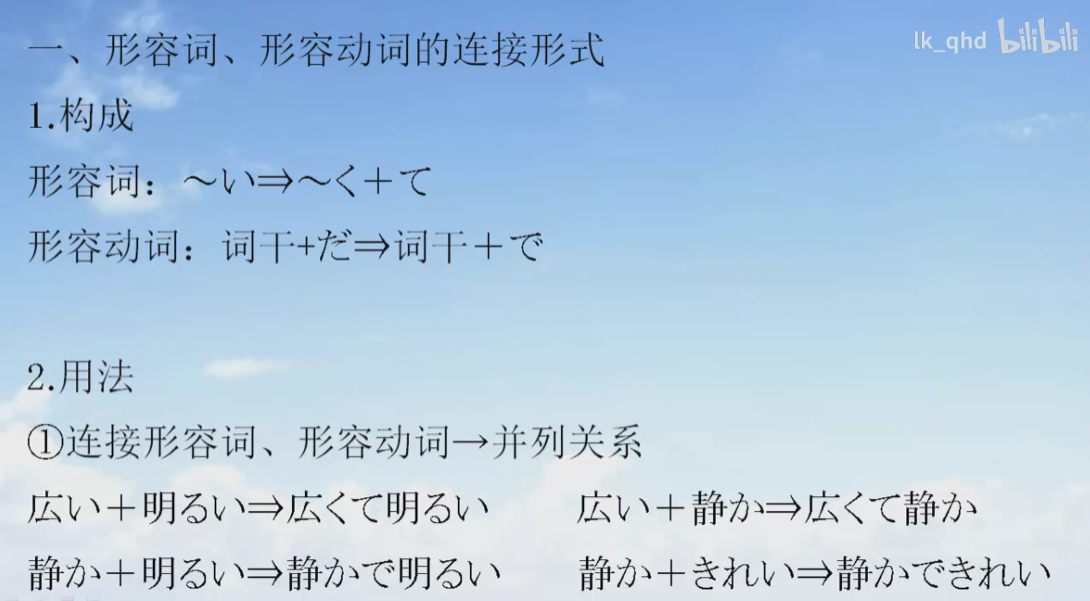 一、形容词、形容动词的连接形式
lk_qhd bilibili
1.构成
形容词：～い⇒～く＋て
形容动词：词干+だ⇒词干＋で
2.用法
①连接形容词、形容动词→并列关系
広い＋明るい⇒広くて明るい　　広い＋静か⇒広くて静か
静か＋明るい⇒静かで明るい　　静か＋きれい⇒静かできれい